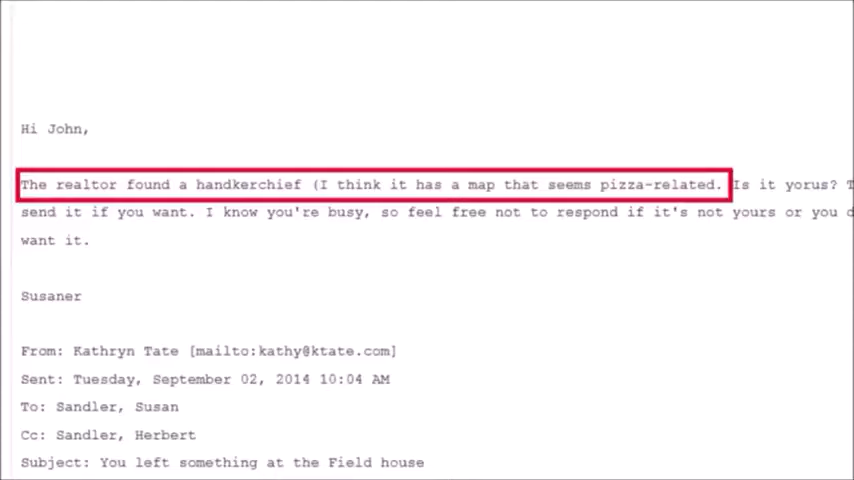 Hi John,
The realtor found a handkerchief (I think it has a map that seems pizza-related. Is it yorus? T
send it if you want. I know you're busy, so feel free not to respond if it's not yours or you d
want it.
Susaner
From: Kathryn Tate [mailto:kathy@ktate.com]
Sent: Tuesday, September 02, 2014 10:04 AM
To: Sandler, Susan
Cc: Sandler, Herbert
Subject: You left something at the Field house